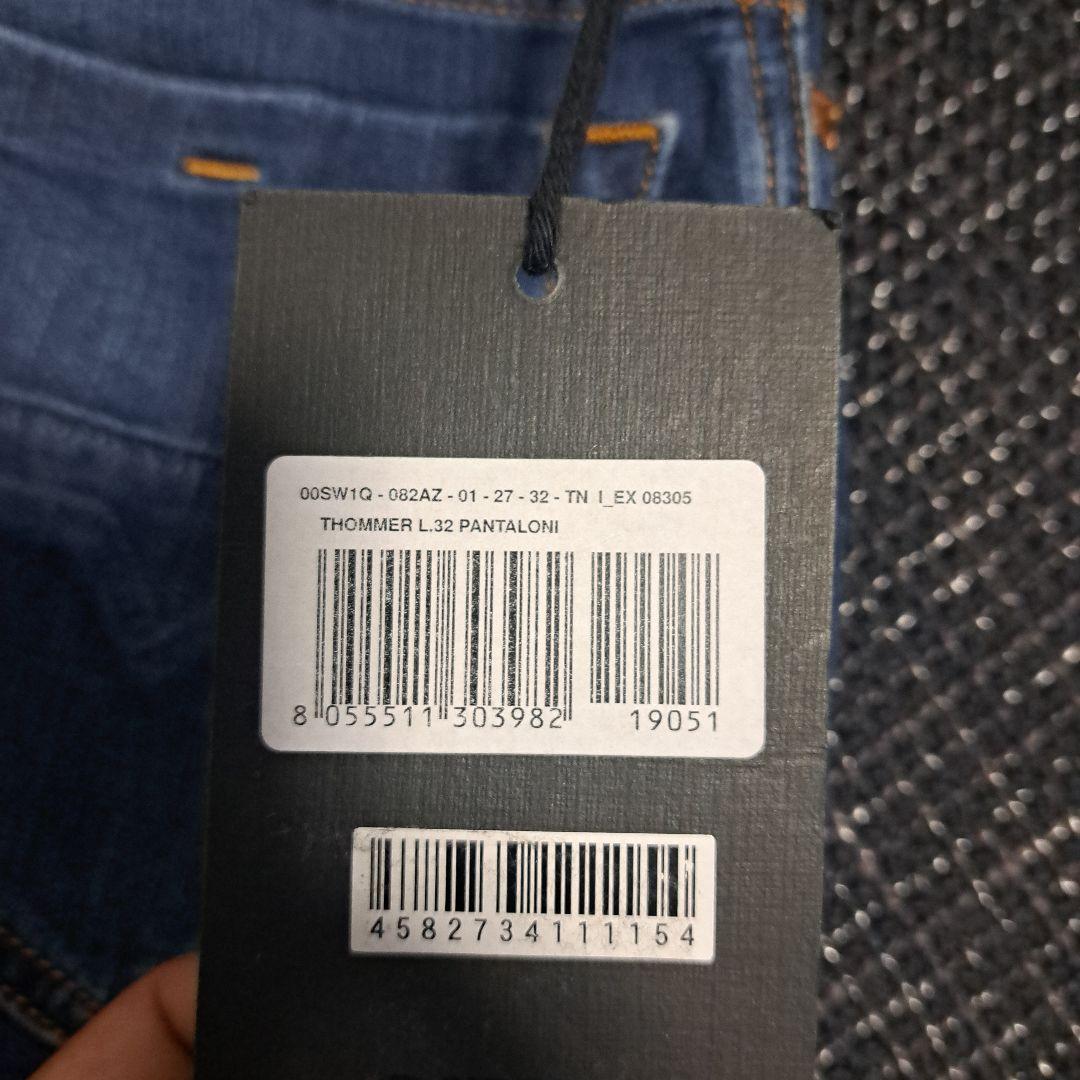 00SW1Q - 082AZ - 01 - 27 - 32 - TN I_EX 08305
THOMMER L.32 PANTALONI
8 055511 303982 19051
4582734111154